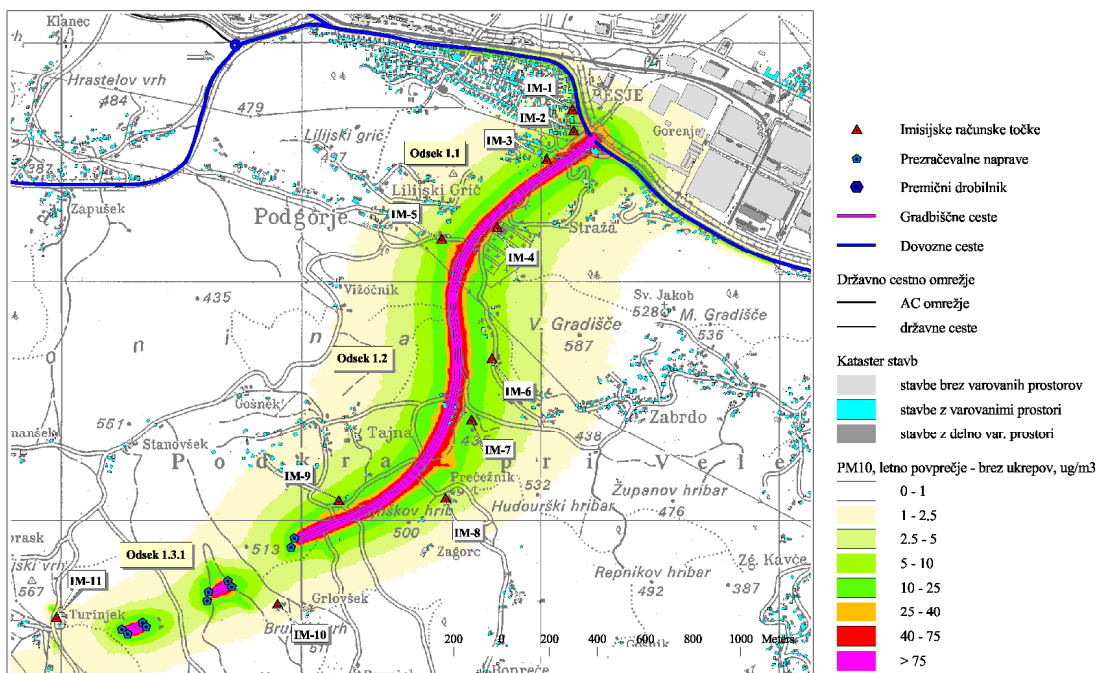 Klanec
Hrastelov vrh
484
479
387
Zapušek
Lilijski grič
497
Odsek 1.1
Lilijski Grič
Podgorje
IM-1
IM-2
IM-3
PESJE
Gorenje
IM-5
Straža
IM-4
Vižočnik
435
Sv. Jakob
528
M. Gradišče
536
V. Gradišče
587
n i n a
o
Odsek 1.2
Gošnek
551
Stanovšek
Tajna
IM-6
Zabrdo
438
43
IM-7
P o d k r a j p r i V e l e
IM-9
Prečežnik
532
Hudourški hribar
Županov hribar
476
500
513
IM-8
Zagorc
Odsek 1.3.1
567
IM-11
Turinjek
Grlovšek
IM-10
511
Repnikov hribar
492
387
Zg. Kavče
Gošnik
Bopreče
200 0 200 400 600 800 1000 Meters
Imisijske računske točke
Prezračevalne naprave
Premični drobilnik
Gradbiščne ceste
Dovozne ceste
Državno cestno omrežje
AC omrežje
državne ceste
Kataster stavb
stavbe brez varovanih prostorov
stavbe z varovanimi prostori
stavbe z delno var. prostori
PM10, letno povprečje - brez ukrepov, ug/m3
0 - 1
1 - 2,5
2.5 - 5
5 - 10
10 - 25
25 - 40
40 - 75
> 75